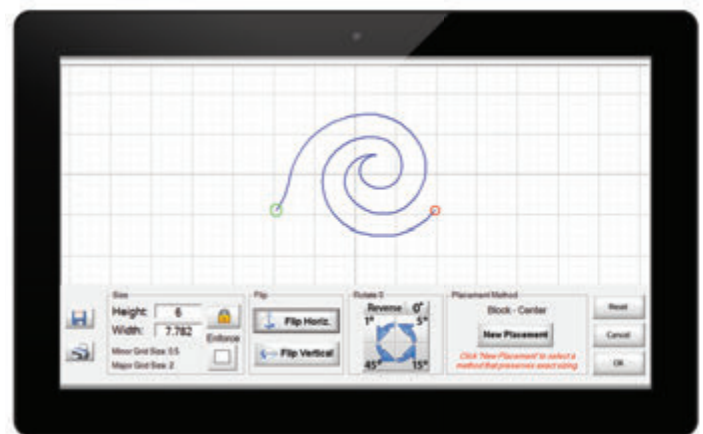 Size
Height: 6
Width: 7.782
Enforce
Minor Grid Size: 0.5
Major Grid Size: 2
Flip
Flip Horiz.
Flip Vertical
Rotate 0
Reverse 0°
1° 5°
45° 15°
Placement Method
Block - Center
New Placement
Click 'New Placement' to select a
method that preserves exact sizing
Reset
Cancel
OK